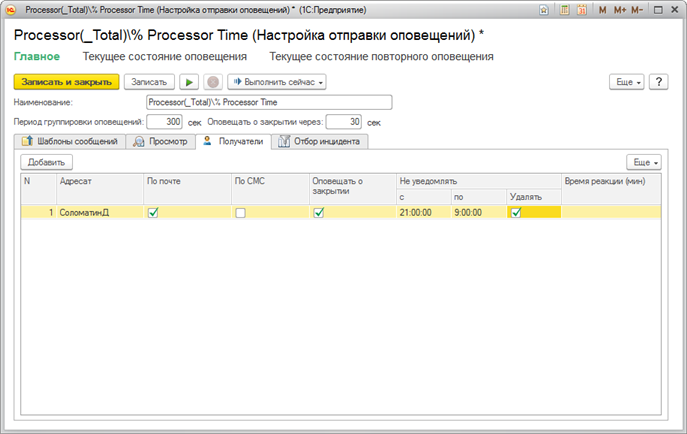 Processor(_Total)\% Processor Time (Настройка отправки оповещений) * (1С:Предприятие)
M M+ M-
Processor(_Total)\% Processor Time (Настройка отправки оповещений) *
Главное Текущее состояние оповещения Текущее состояние повторного оповещения
Записать и закрыть Записать Выполнить сейчас Еще ?
Наименование: Processor(_Total)\% Processor Time
Период группировки оповещений: 300 сек Оповещать о закрытии через: 30 сек
Шаблоны сообщений Просмотр Получатели Отбор инцидента
Добавить Еще
N Адресат По почте По СМС Оповещать о закрытии Не уведомлять Время реакции (мин)
с по Удалять
1 СоломатинД 21:00:00 9:00:00